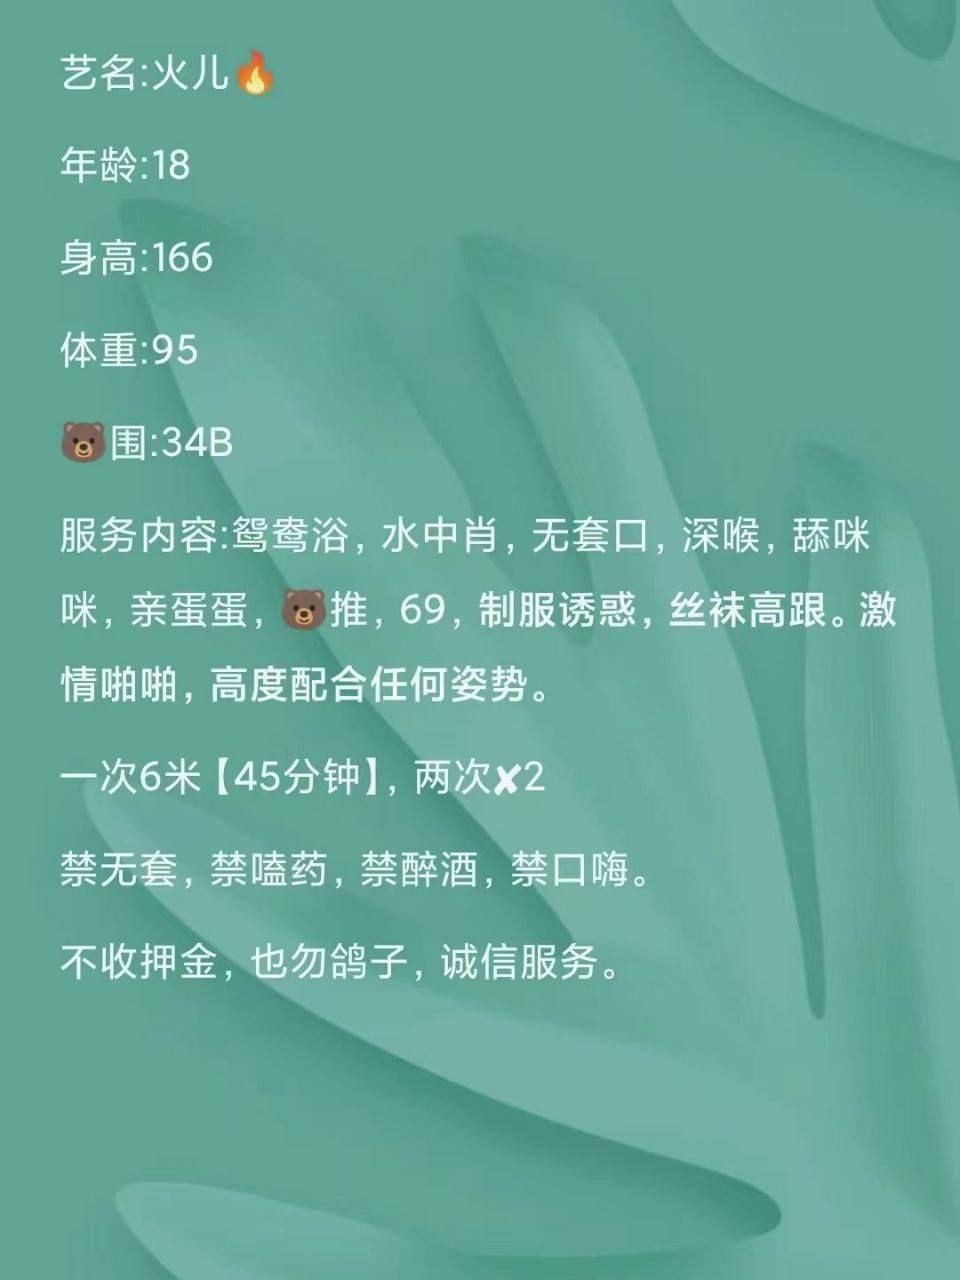 艺名:火儿🔥
年龄:18
身高:166
体重:95
🐻围:34B
服务内容:鸳鸯浴，水中肖，无套口，深喉，舔咪
咪，亲蛋蛋，🐻推，69，制服诱惑，丝袜高跟。激
情啪啪，高度配合任何姿势。
一次6米【45分钟】，两次✘2
禁无套，禁嗑药，禁醉酒，禁口嗨。
不收押金，也勿鸽子，诚信服务。